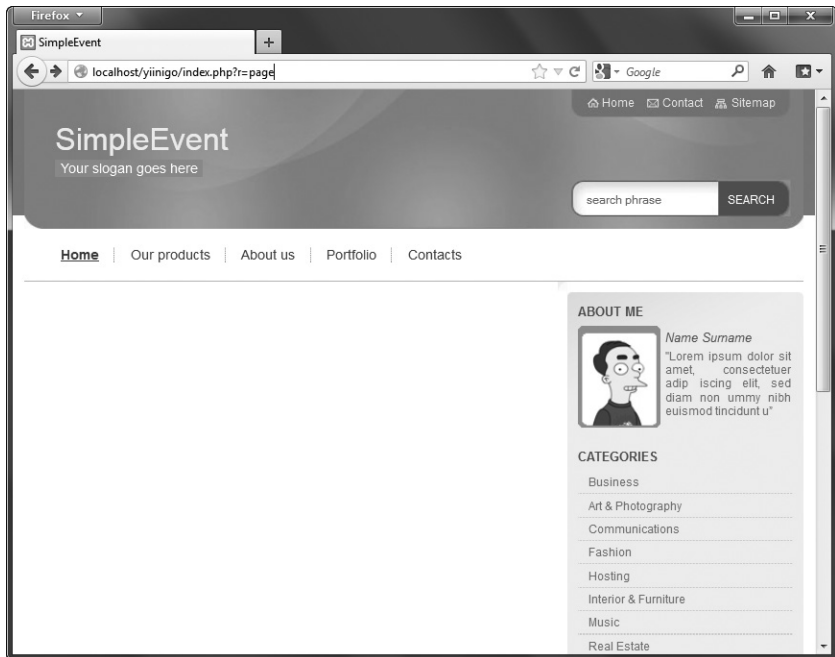 Firefox
SimpleEvent
localhost/yiinigo/index.php?r=page
Google
Home Contact Sitemap
SimpleEvent
Your slogan goes here
search phrase SEARCH
Home Our products About us Portfolio Contacts
ABOUT ME
Name Surname
"Lorem ipsum dolor sit
amet, consectetuer
adip iscing elit, sed
diam non ummy nibh
euismod tincidunt u"
CATEGORIES
Business
Art & Photography
Communications
Fashion
Hosting
Interior & Furniture
Music
Real Estate